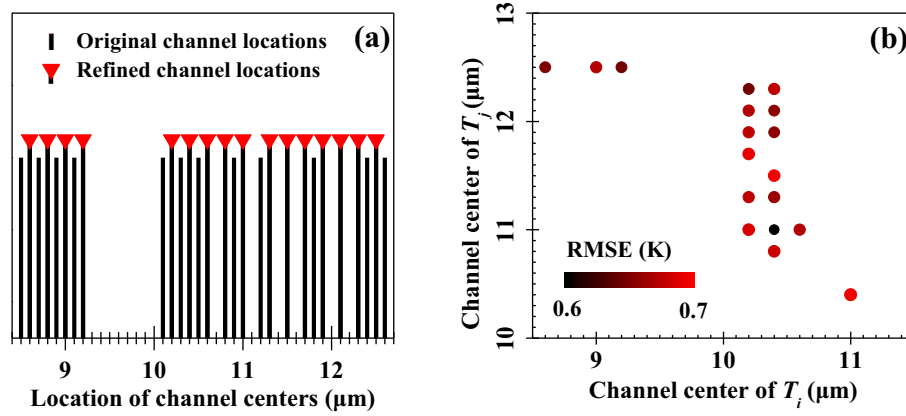 (a)
Original channel locations
Refined channel locations
9 10 11 12
Location of channel centers (μm)
(b)
13
12
11
10
Channel center of Tj (μm)
RMSE (K)
0.6 0.7
9 10 11
Channel center of Ti (μm)